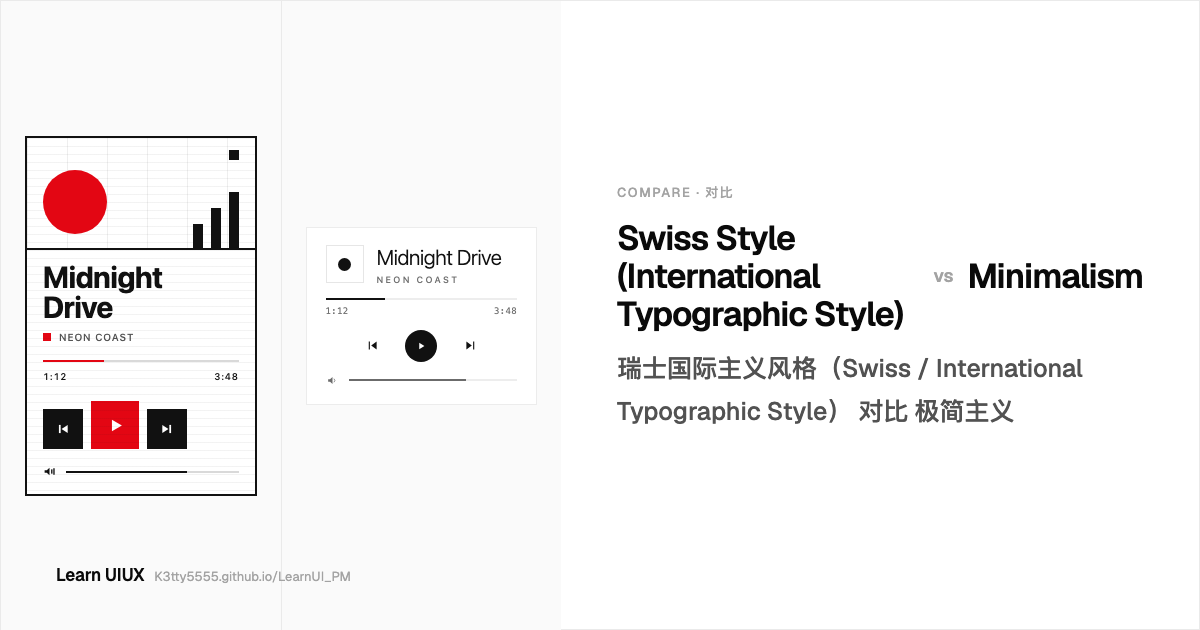 Midnight
Drive
NEON COAST
1:12 3:48
Midnight Drive
NEON COAST
1:12 3:48
COMPARE · 对比
Swiss Style
(International
Typographic Style)
vs Minimalism
瑞士国际主义风格（Swiss / International
Typographic Style） 对比 极简主义
Learn UIUX K3tty5555.github.io/LearnUI_PM